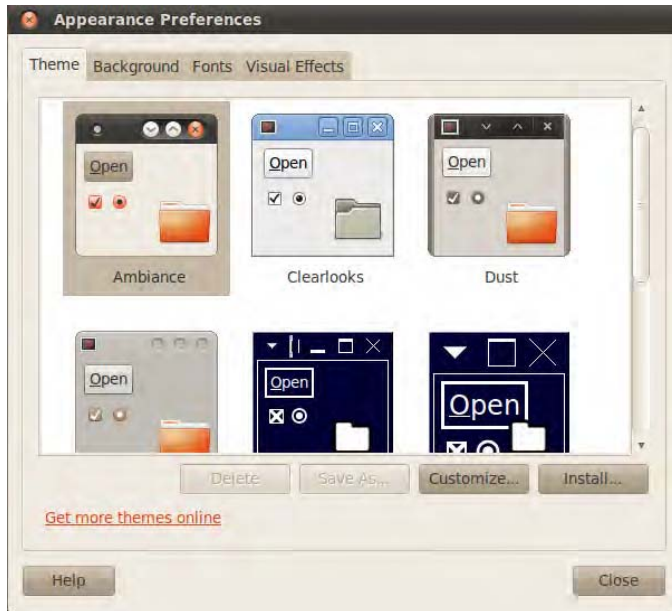 Appearance Preferences
Theme Background Fonts Visual Effects
Open Open Open
Ambiance Clearlooks Dust
Open Open Open
Delete Save As... Customize... Install...
Get more themes online
Help Close